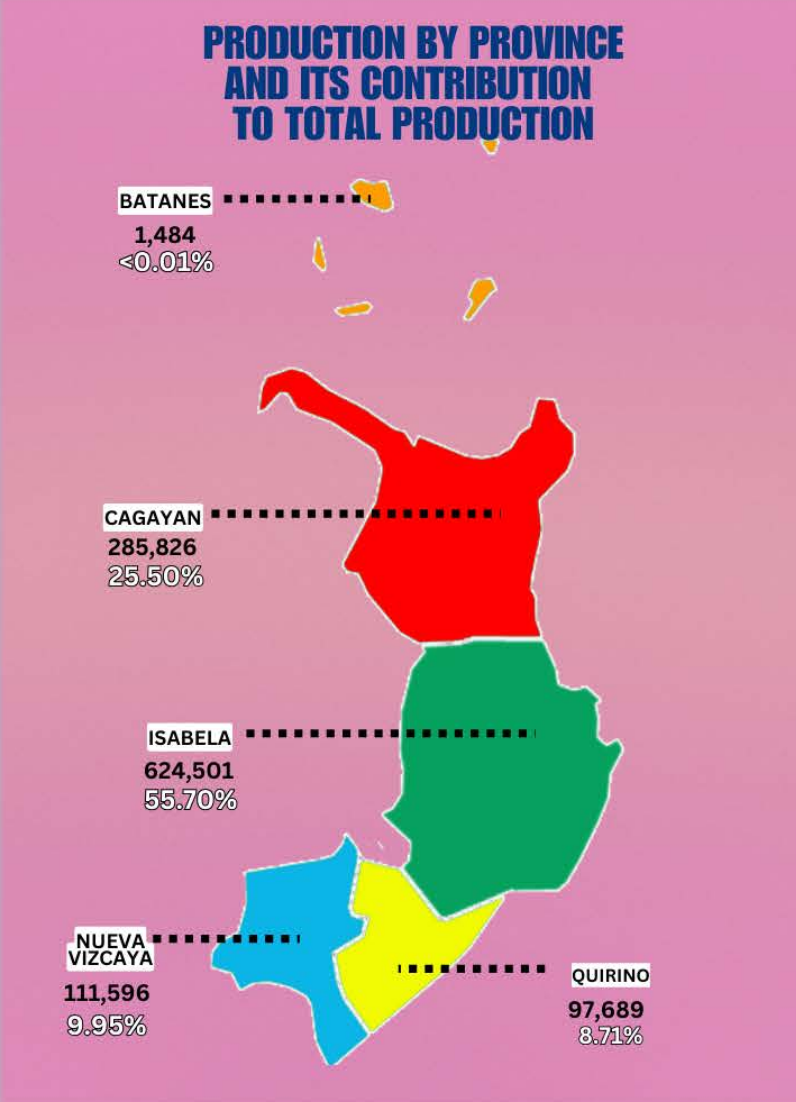 PRODUCTION BY PROVINCE
AND ITS CONTRIBUTION
TO TOTAL PRODUCTION
BATANES
1,484
<0.01%
CAGAYAN
285,826
25.50%
ISABELA
624,501
55.70%
NUEVA
VIZCAYA
111,596
9.95%
QUIRINO
97,689
8.71%